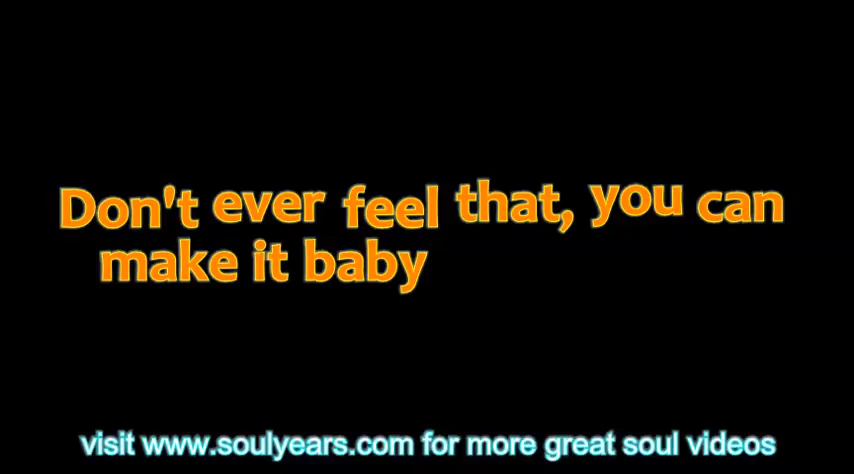 Don't ever feel that, you can
make it baby
visit www.soulyears.com for more great soul videos